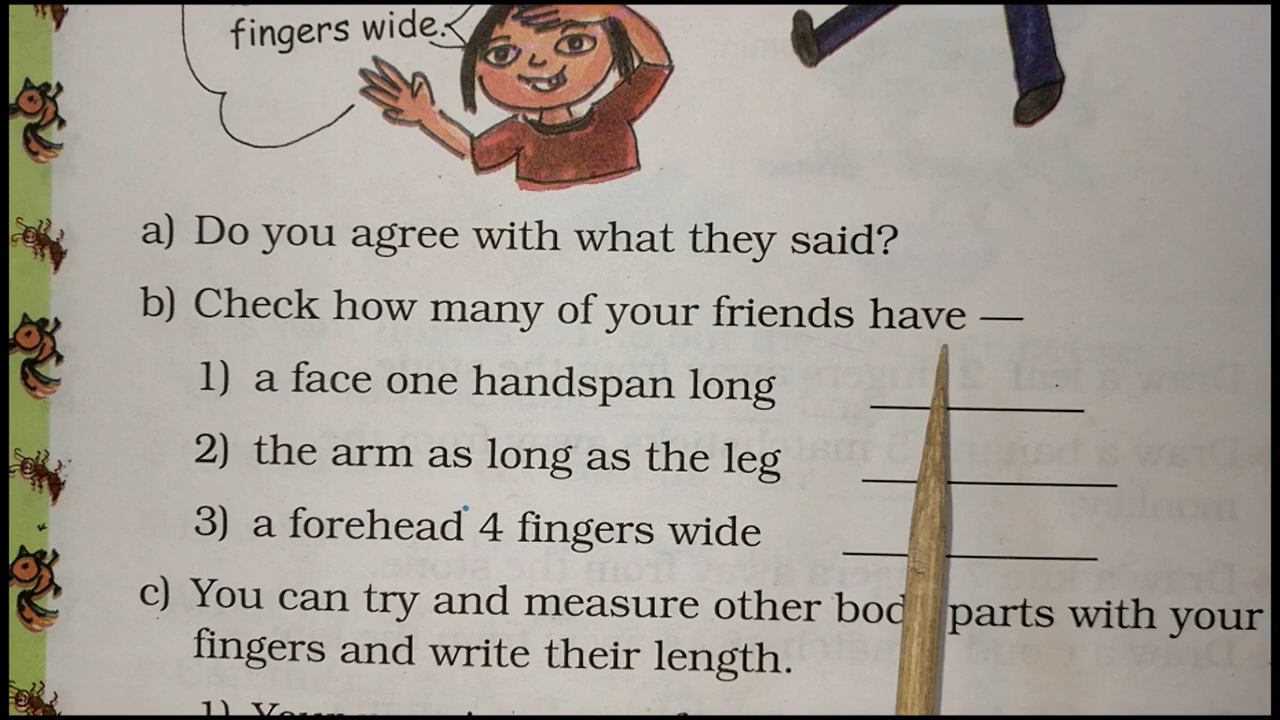 fingers wide.
a) Do you agree with what they said?
b) Check how many of your friends have —
1) a face one handspan long
2) the arm as long as the leg
3) a forehead 4 fingers wide
c) You can try and measure other parts with your
fingers and write their length.
1)